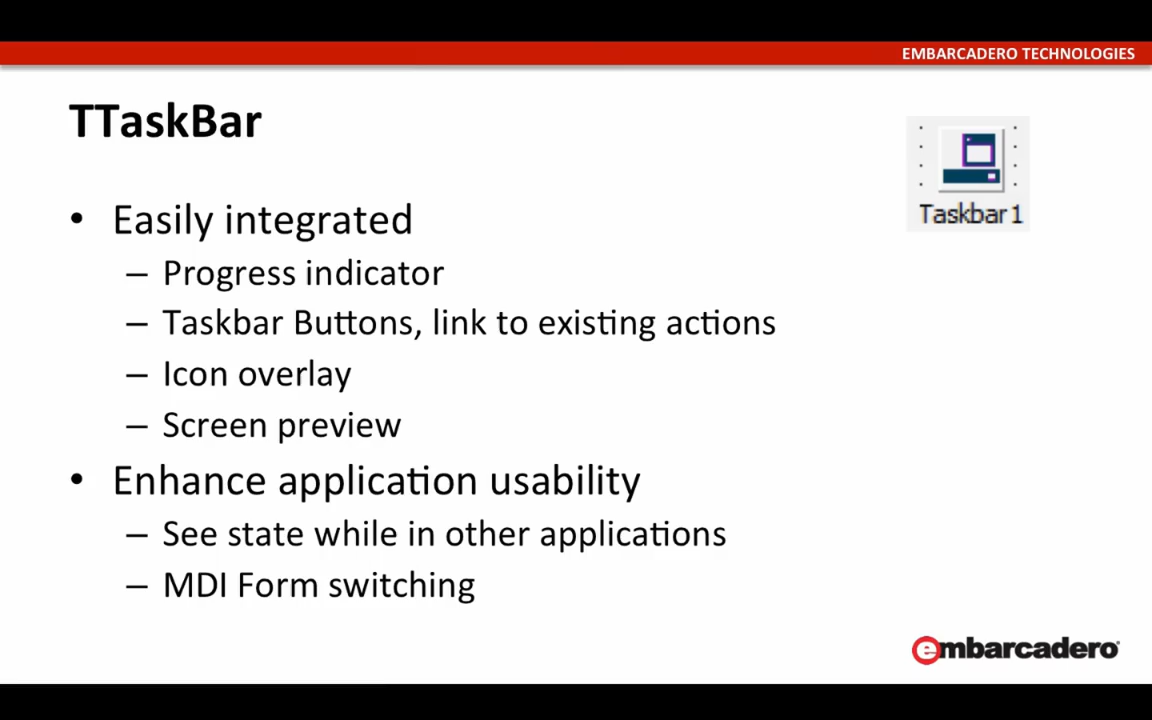 EMBARCADERO TECHNOLOGIES
TTaskBar
Taskbar1
• Easily integrated
– Progress indicator
– Taskbar Buttons, link to existing actions
– Icon overlay
– Screen preview
• Enhance application usability
– See state while in other applications
– MDI Form switching
embarcadero